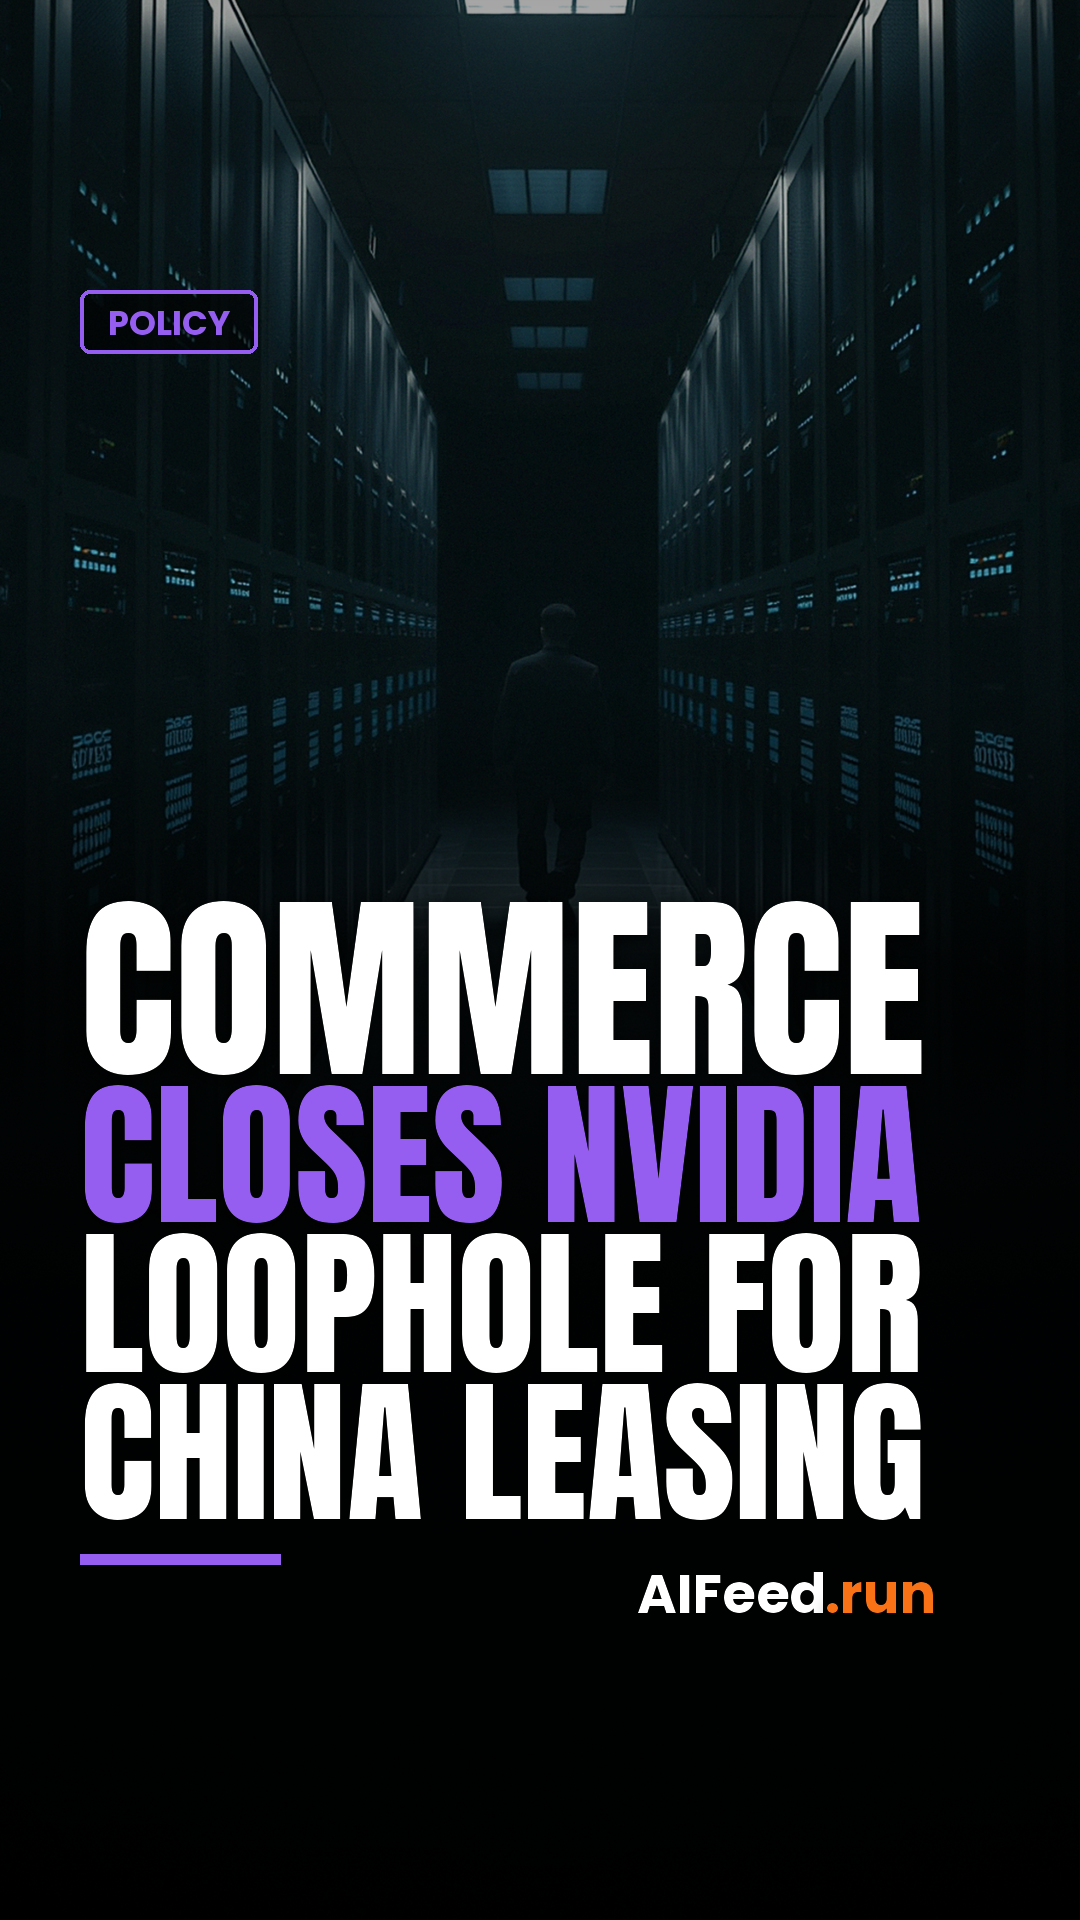 POLICY
COMMERCE
CLOSES NVIDIA
LOOPHOLE FOR
CHINA LEASING
AIFeed.run